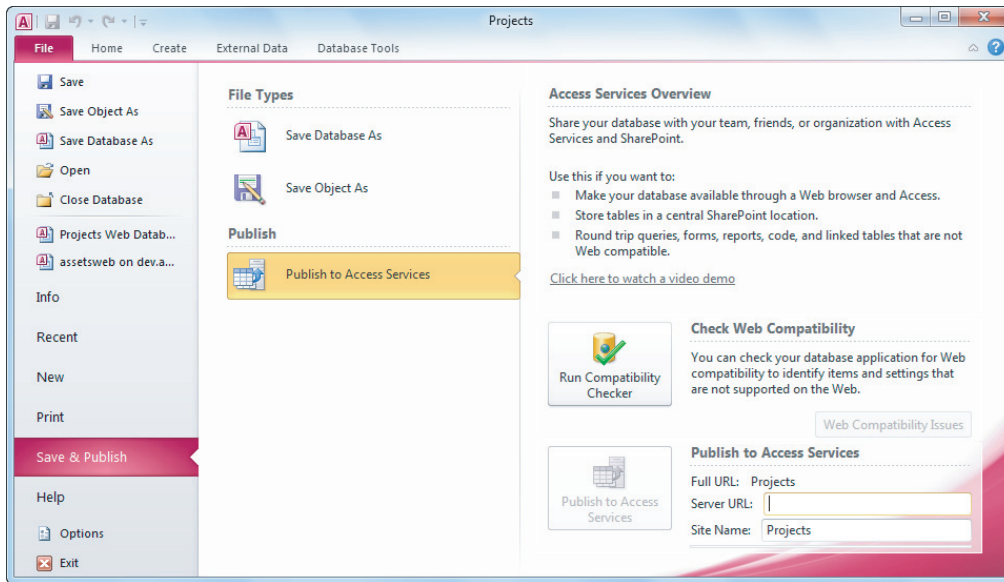 Projects
File Home Create External Data Database Tools
Save
Save Object As
Save Database As
Open
Close Database
Projects Web Datab...
assetsweb on dev.a...
Info
Recent
New
Print
Save & Publish
Help
Options
Exit
File Types
Save Database As
Save Object As
Publish
Publish to Access Services
Access Services Overview
Share your database with your team, friends, or organization with Access
Services and SharePoint.
Use this if you want to:
Make your database available through a Web browser and Access.
Store tables in a central SharePoint location.
Round trip queries, forms, reports, code, and linked tables that are not
Web compatible.
Click here to watch a video demo
Run Compatibility
Checker
Check Web Compatibility
You can check your database application for Web
compatibility to identify items and settings that
are not supported on the Web.
Web Compatibility Issues
Publish to Access
Services
Publish to Access Services
Full URL: Projects
Server URL:
Site Name: Projects